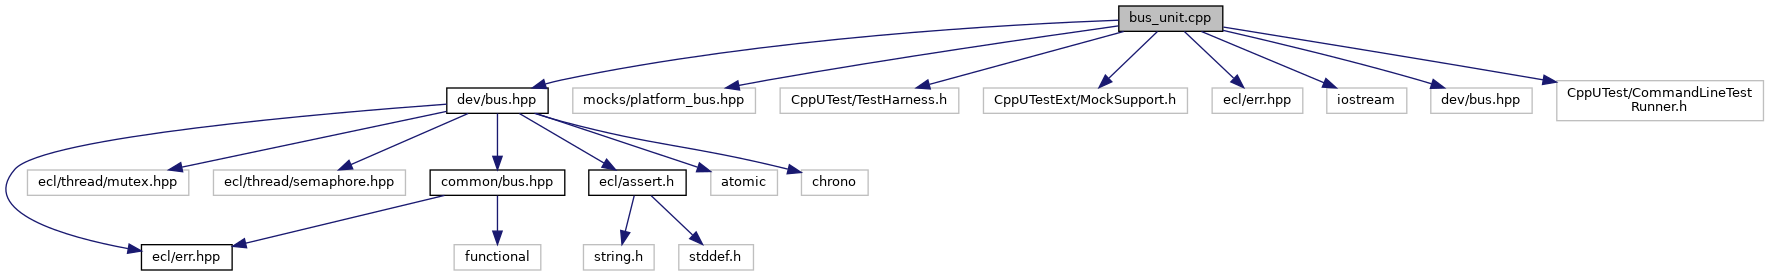 bus_unit.cpp
dev/bus.hpp
mocks/platform_bus.hpp
CppUTest/TestHarness.h
CppUTestExt/MockSupport.h
ecl/err.hpp
iostream
dev/bus.hpp
CppUTest/CommandLineTest
Runner.h
ecl/thread/mutex.hpp
ecl/thread/semaphore.hpp
common/bus.hpp
ecl/assert.h
atomic
chrono
ecl/err.hpp
functional
string.h
stddef.h